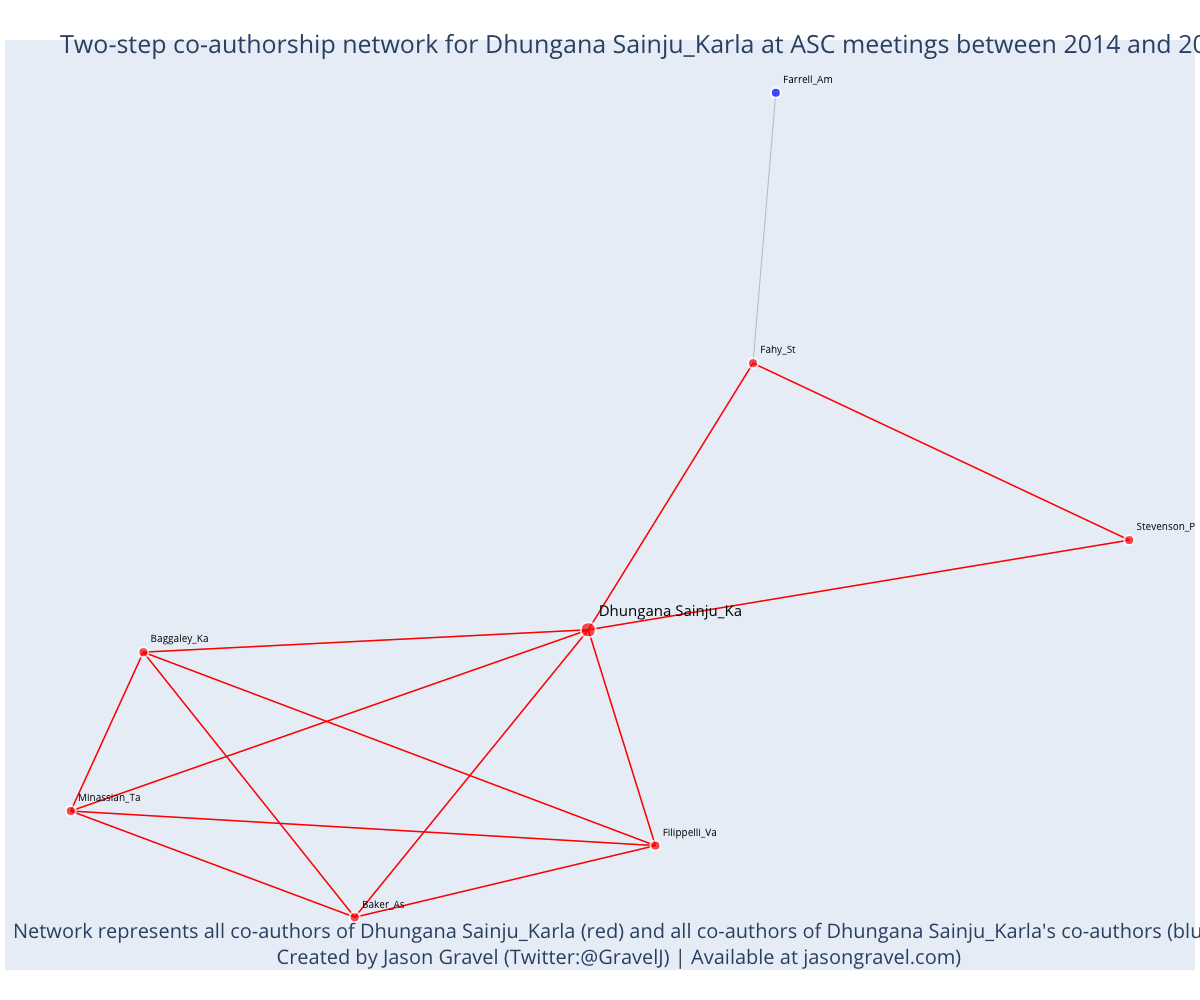 Two-step co-authorship network for Dhungana Sainju_Karla at ASC meetings between 2014 and 20
Farrell_Am
Fahy_St
Stevenson_P
Dhungana Sainju_Ka
Baggaley_Ka
Minassian_Ta
Filippelli_Va
Baker_As
Network represents all co-authors of Dhungana Sainju_Karla (red) and all co-authors of Dhungana Sainju_Karla's co-authors (blu
Created by Jason Gravel (Twitter:@GravelJ) | Available at jasongravel.com)